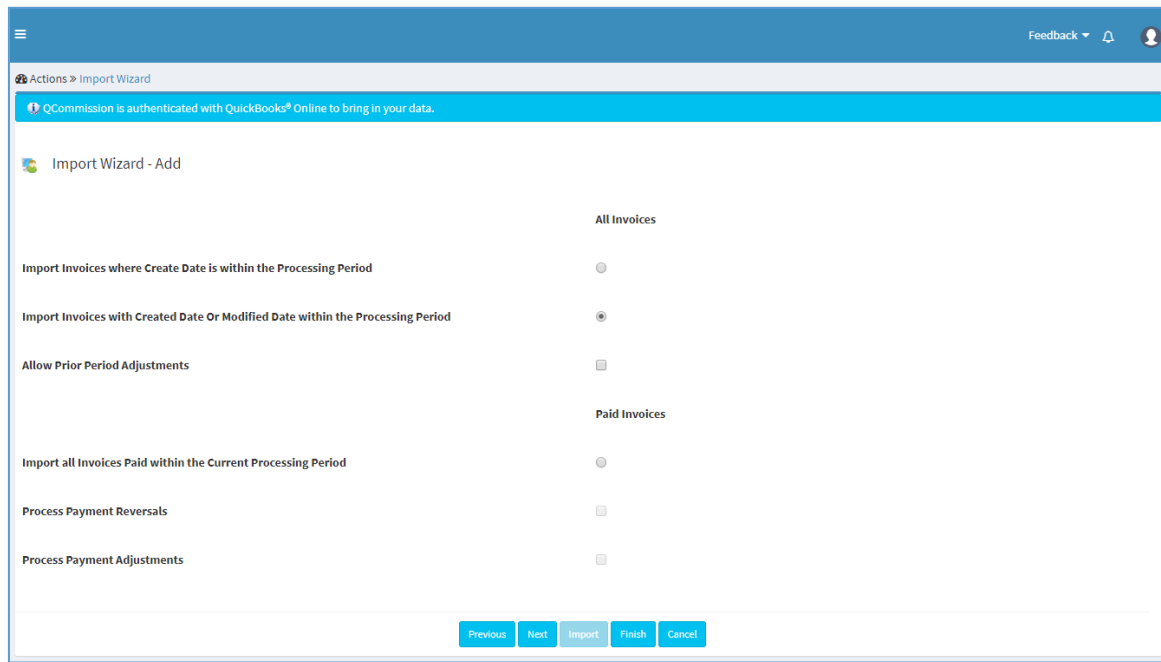 Feedback
Actions » Import Wizard
QCommission is authenticated with QuickBooks® Online to bring in your data.
Import Wizard - Add
All Invoices
Import Invoices where Create Date is within the Processing Period
Import Invoices with Created Date Or Modified Date within the Processing Period
Allow Prior Period Adjustments
Paid Invoices
Import all Invoices Paid within the Current Processing Period
Process Payment Reversals
Process Payment Adjustments
Previous Next Import Finish Cancel